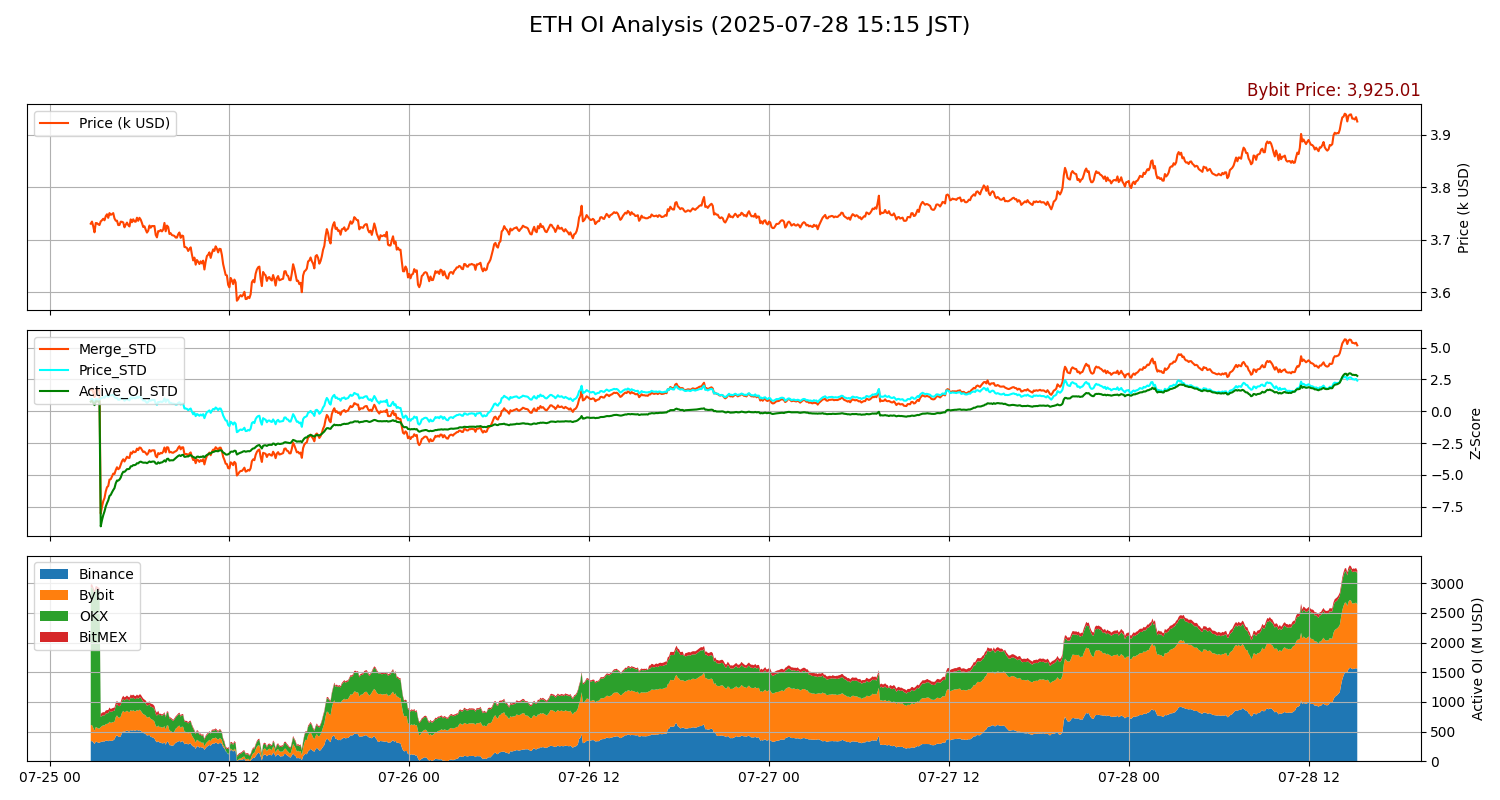 ETH OI Analysis (2025-07-28 15:15 JST)
Bybit Price: 3,925.01
Price (k USD)
3.9
3.8
3.7
3.6
Price (k USD)
Merge_STD
Price_STD
Active_OI_STD
5.0
2.5
0.0
−2.5
−5.0
−7.5
Z-Score
Binance
Bybit
OKX
BitMEX
3000
2500
2000
1500
1000
500
0
Active OI (M USD)
07-25 00
07-25 12
07-26 00
07-26 12
07-27 00
07-27 12
07-28 00
07-28 12